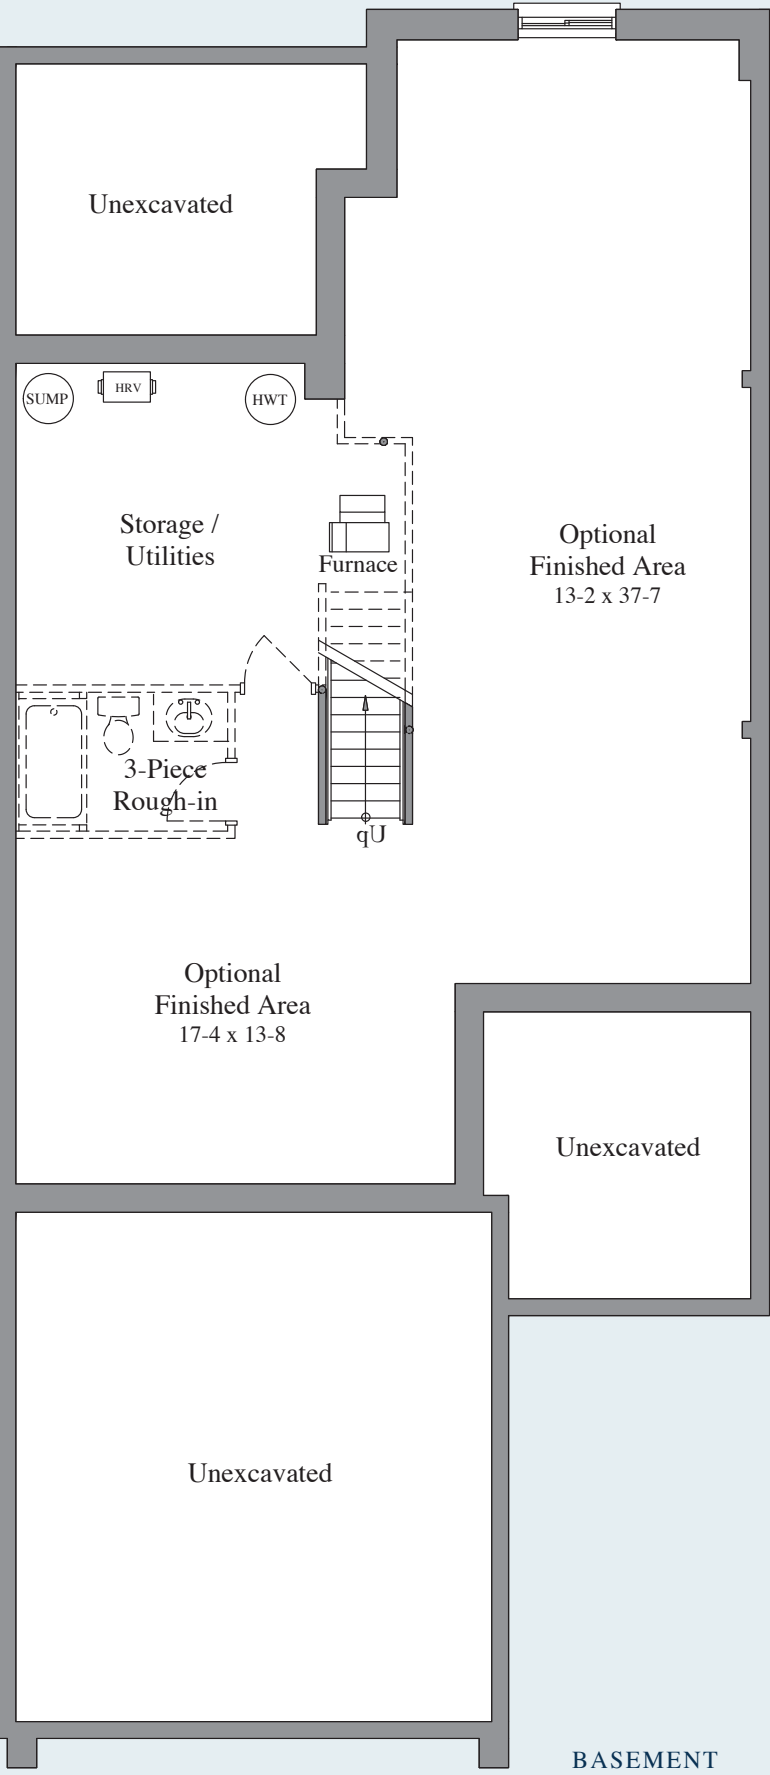 Unexcavated
SUMP
HRV
HWT
Storage /
Utilities
Furnace
Optional
Finished Area
13-2 x 37-7
3-Piece
Rough-in
Up
Optional
Finished Area
17-4 x 13-8
Unexcavated
Unexcavated
BASEMENT